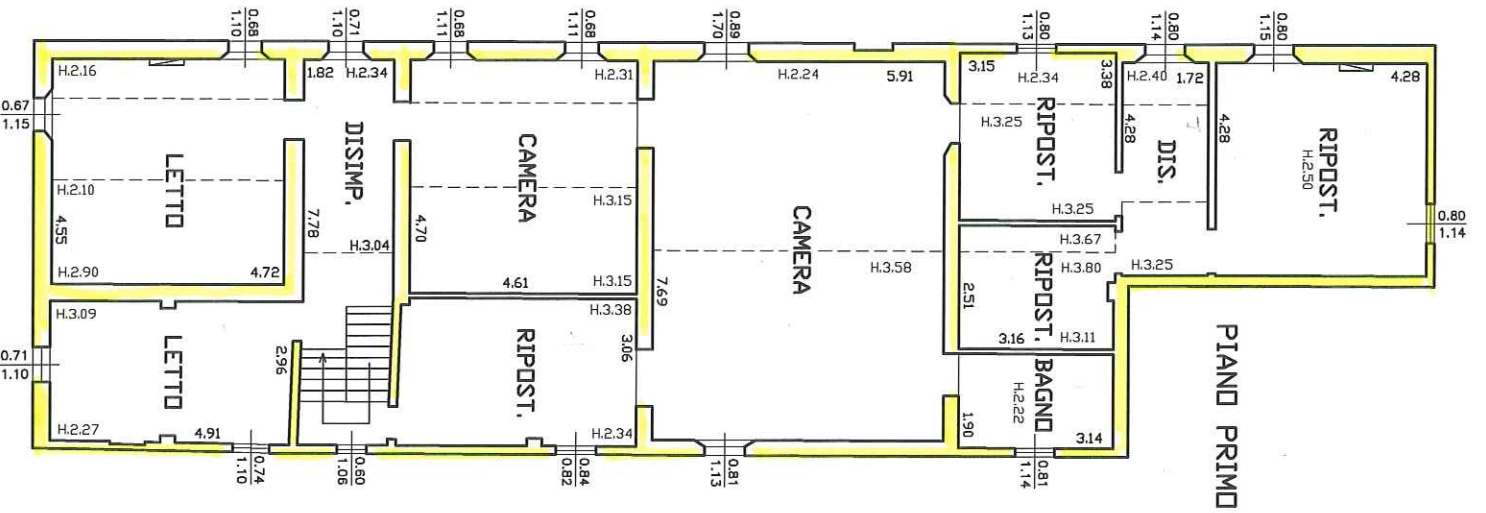 0.68
1.10
0.71
1.10
0.68
1.11
0.68
1.11
0.89
1.70
0.80
1.13
0.80
1.14
0.80
1.15
H.2.16
1.82
H.2.34
H.2.31
H.2.24
5.91
3.15
H.2.34
3.38
H.2.40
1.72
4.28
0.67
1.15
LETTO
H.2.10
4.55
H.2.90
4.72
DISIMP.
7.78
H.3.04
CAMERA
H.3.15
4.70
4.61
H.3.15
CAMERA
H.3.58
7.69
RIPOST.
H.3.25
H.3.25
4.28
DIS.
4.28
RIPOST.
H.2.50
0.80
1.14
H.3.67
H.3.80
H.3.25
RIPOST.
2.51
3.16
H.3.11
H.3.09
LETTO
2.96
0.71
1.10
H.2.27
4.91
RIPOST.
H.3.38
3.06
H.2.34
BAGNO
H.2.22
1.90
3.14
0.74
1.10
0.60
1.06
0.84
0.82
0.81
1.13
0.81
1.14
PIANO PRIMO